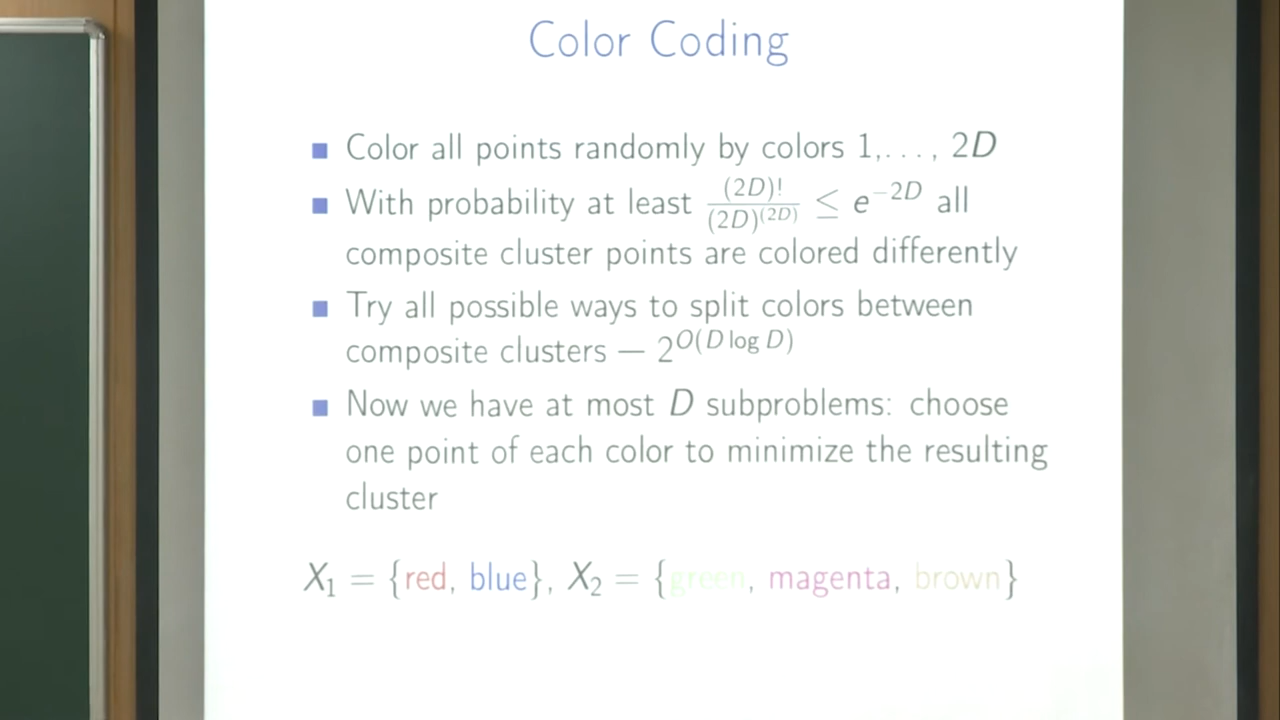 Color Coding
Color all points randomly by colors 1,..., 2D
With probability at least \frac{(2D)!}{(2D)^{(2D)}} ≤ e^{-2D} all
composite cluster points are colored differently
Try all possible ways to split colors between
composite clusters — 2^{O(D log D)}
Now we have at most D subproblems: choose
one point of each color to minimize the resulting
cluster
X_1 = {red, blue}, X_2 = {green, magenta, brown}